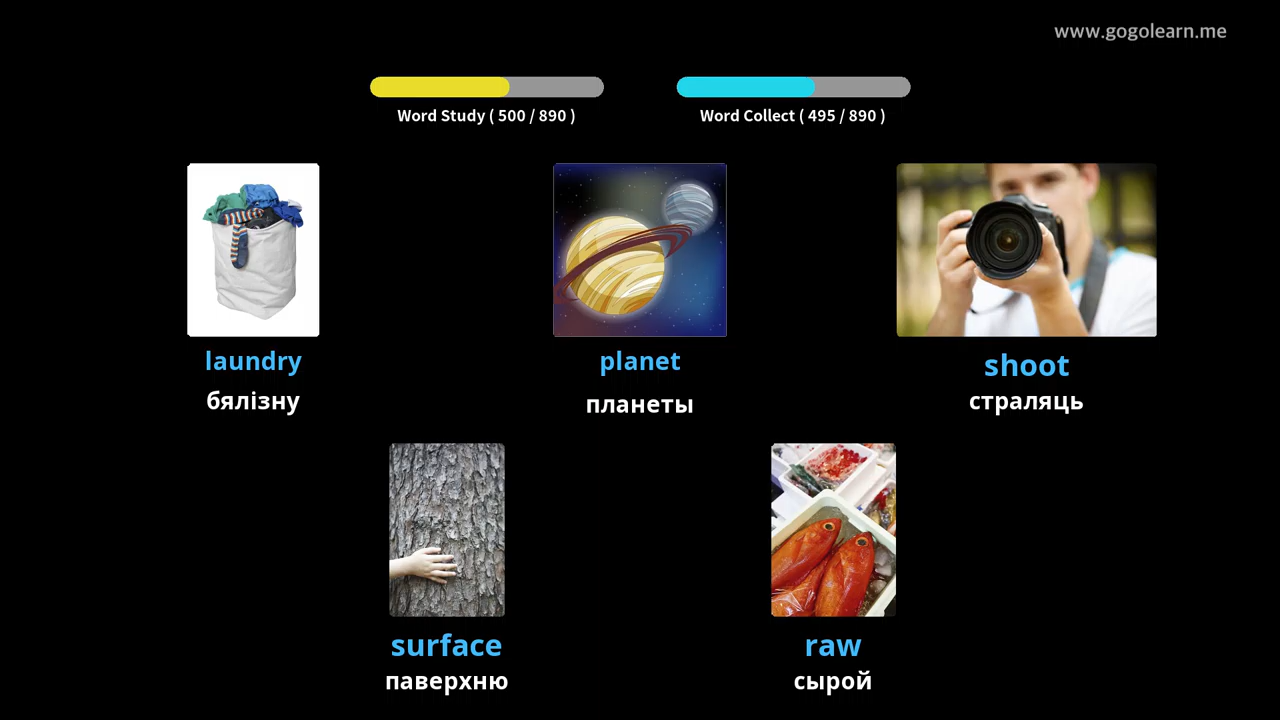 www.gogolearn.me
Word Study ( 500 / 890 )
Word Collect ( 495 / 890 )
laundry
бялізну
planet
планеты
shoot
страляць
surface
паверхню
raw
сырой